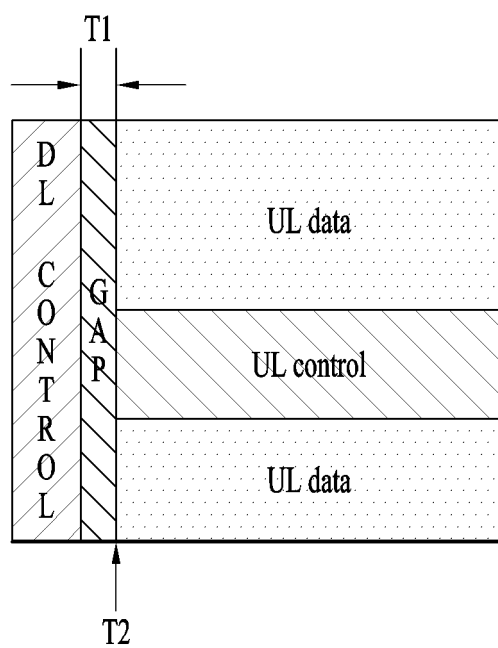 T1
DL CONTROL
GAP
UL data
UL control
UL data
T2